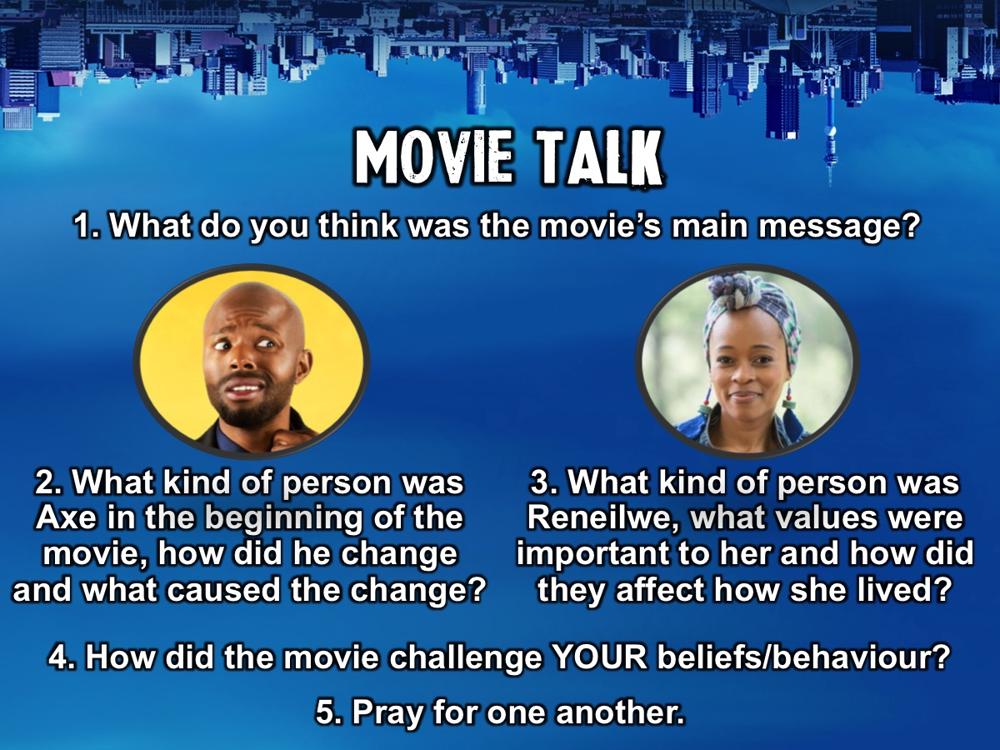 MOVIE TALK
1. What do you think was the movie’s main message?
2. What kind of person was
Axe in the beginning of the
movie, how did he change
and what caused the change?
3. What kind of person was
Reneilwe, what values were
important to her and how did
they affect how she lived?
4. How did the movie challenge YOUR beliefs/behaviour?
5. Pray for one another.